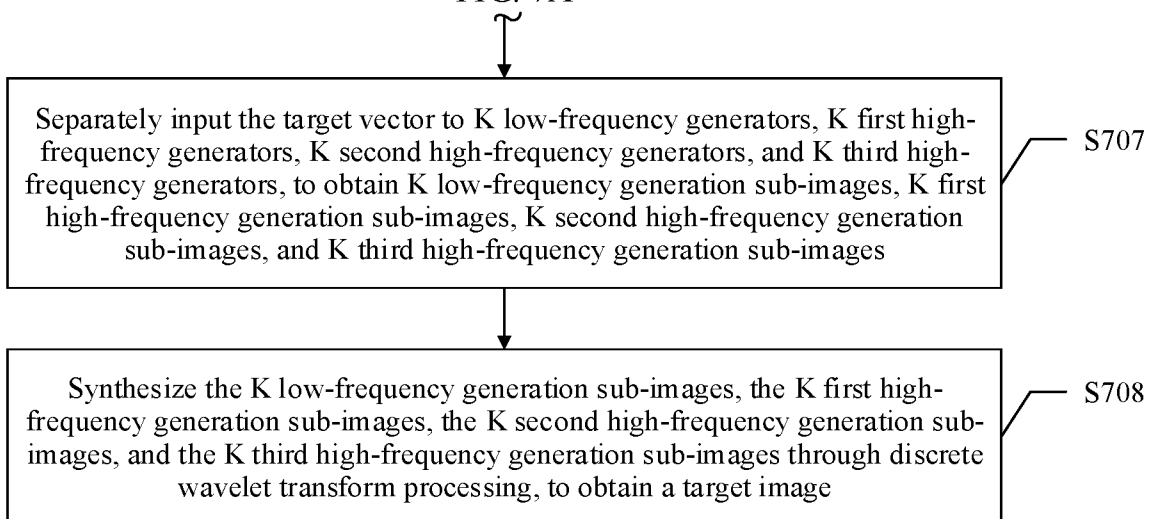 Separately input the target vector to K low-frequency generators, K first high-
frequency generators, K second high-frequency generators, and K third high-
frequency generators, to obtain K low-frequency generation sub-images, K first
high-frequency generation sub-images, K second high-frequency generation
sub-images, and K third high-frequency generation sub-images
S707
Synthesize the K low-frequency generation sub-images, the K first high-
frequency generation sub-images, the K second high-frequency generation sub-
images, and the K third high-frequency generation sub-images through discrete
wavelet transform processing, to obtain a target image
S708